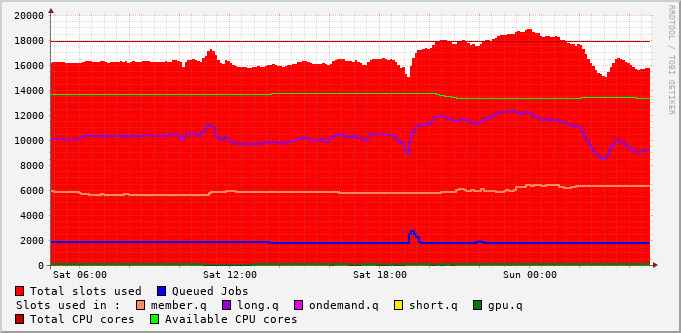 RRDTOOL / TOBI OETIKER
20000
18000
16000
14000
12000
10000
8000
6000
4000
2000
0
Sat 06:00 Sat 12:00 Sat 18:00 Sun 00:00
Total slots used Queued Jobs
Slots used in : member.q long.q ondemand.q short.q gpu.q
Total CPU cores Available CPU cores